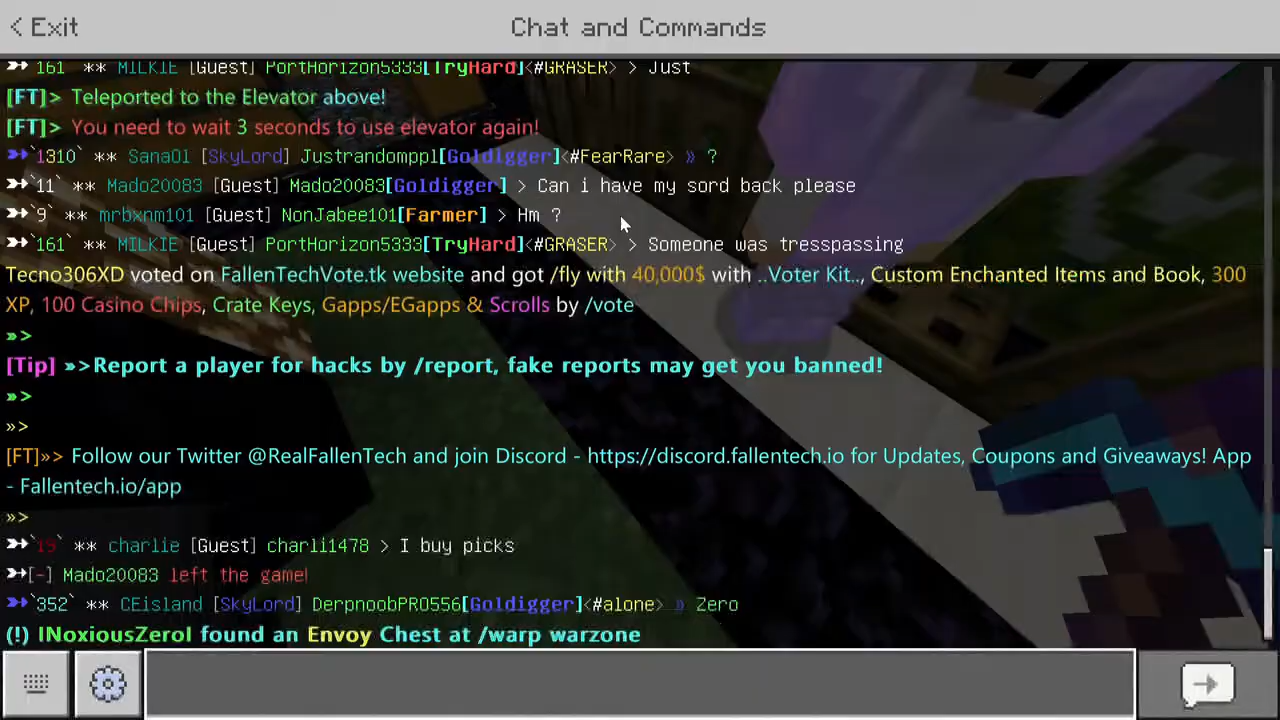 < Exit
Chat and Commands
➳`161` ** MILKIE [Guest] PortHorizon5333[TryHard]<#GRASER> > Just
[FT]> Teleported to the Elevator above!
[FT]> You need to wait 3 seconds to use elevator again!
➳`1310` ** SanaOl [SkyLord] Justrandomppl[Goldigger]<#FearRare> » ?
➳`11` ** Mado20083 [Guest] Mado20083[Goldigger] > Can i have my sord back please
➳`9` ** mrbxnm101 [Guest] NonJabee101[Farmer] > Hm ?
➳`161` ** MILKIE [Guest] PortHorizon5333[TryHard]<#GRASER> > Someone was tresspassing
Tecno306XD voted on FallenTechVote.tk website and got /fly with 40,000$ with ..Voter Kit.., Custom Enchanted Items and Book, 300
XP, 100 Casino Chips, Crate Keys, Gapps/EGapps & Scrolls by /vote
»>
[Tip] »>Report a player for hacks by /report, fake reports may get you banned!
»>
»>
[FT]»> Follow our Twitter @RealFallenTech and join Discord - https://discord.fallentech.io for Updates, Coupons and Giveaways! App
- Fallentech.io/app
»>
➳`15` ** charlie [Guest] charli1478 > I buy picks
➳[-] Mado20083 left the game!
➳`352` ** CEisland [SkyLord] DerpnoobPRO556[Goldigger]<#alone> » Zero
(!) INoxiousZeroI found an Envoy Chest at /warp warzone